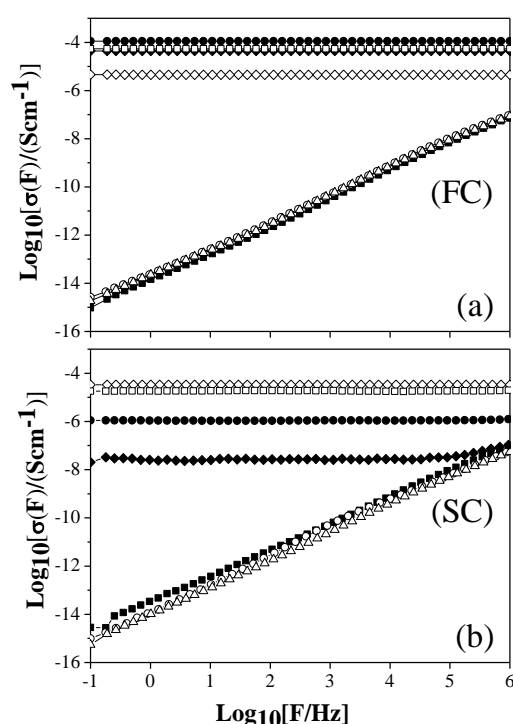 -4
-6
-8
-10
-12
-14
-16
Log10[σ(F)/(Scm-1)]
(FC)
(a)
-4
-6
-8
-10
-12
-14
-16
Log10[σ(F)/(Scm-1)]
(SC)
(b)
-1 0 1 2 3 4 5 6
Log10[F/Hz]